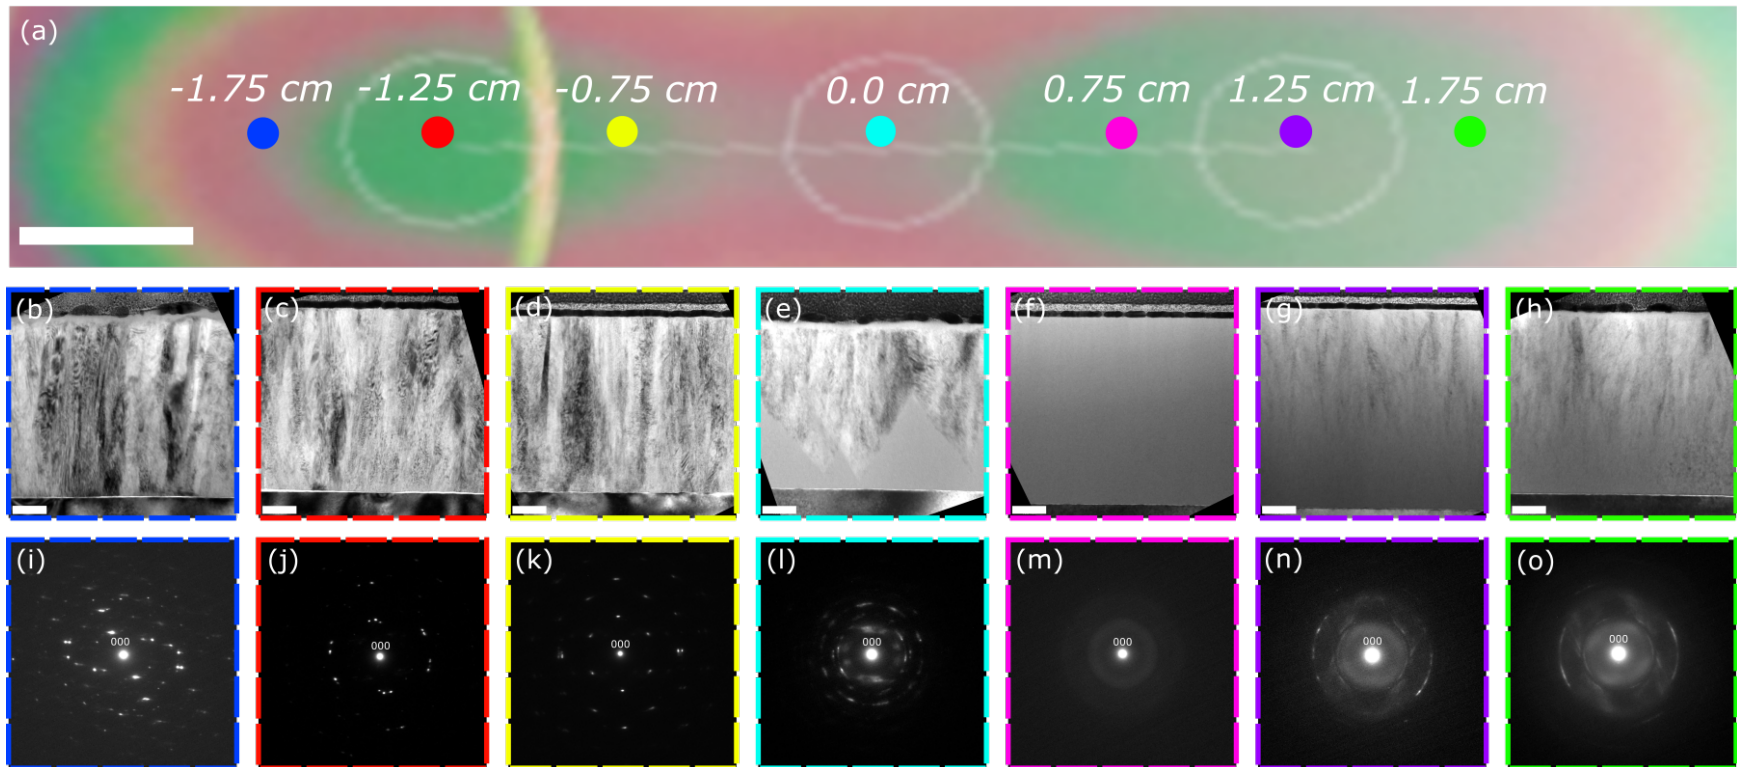 (a)
-1.75 cm -1.25 cm -0.75 cm 0.0 cm 0.75 cm 1.25 cm 1.75 cm
(b) (c) (d) (e) (f) (g) (h)
(i) (j) (k) (l) (m) (n) (o)
000 000 000 000 000 000 000